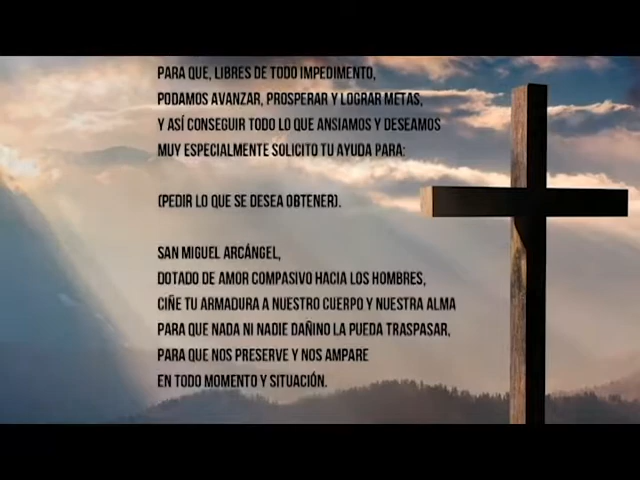 PARA QUE, LIBRES DE TODO IMPEDIMENTO,
PODAMOS AVANZAR, PROSPERAR Y LOGRAR METAS,
Y ASÍ CONSEGUIR TODO LO QUE ANSIAMOS Y DESEAMOS
MUY ESPECIALMENTE SOLICITO TU AYUDA PARA:
(PEDIR LO QUE SE DESEA OBTENER).
SAN MIGUEL ARCÁNGEL,
DOTADO DE AMOR COMPASIVO HACIA LOS HOMBRES,
CIÑE TU ARMADURA A NUESTRO CUERPO Y NUESTRA ALMA
PARA QUE NADA NI NADIE DAÑINO LA PUEDA TRASPASAR,
PARA QUE NOS PRESERVE Y NOS AMPARE
EN TODO MOMENTO Y SITUACIÓN.